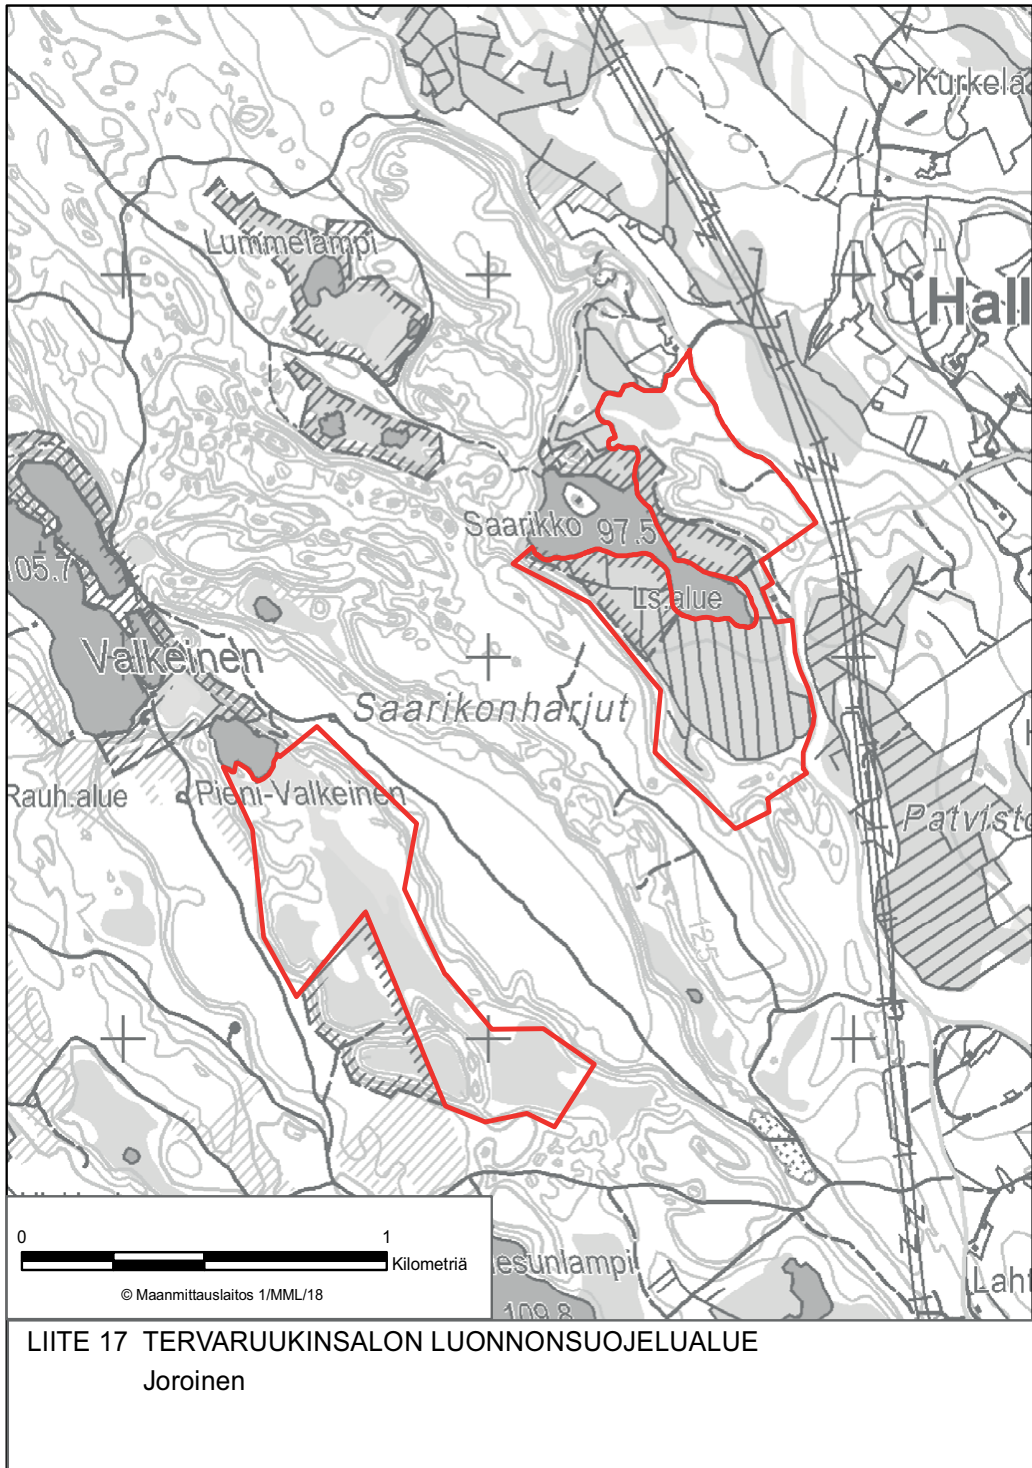 Kurkela
Lummelampi
Hall
Saarikko 97.5
05.7
Ls.alue
Valkeinen
Saarikonharjut
Rauh.alue
Pieni-Valkeinen
Patvisto
125
0 1
Kilometriä
© Maanmittauslaitos 1/MML/18
esunlampi
109.8
Laht
LIITE 17 TERVARUUKINSALON LUONNONSUOJELUALUE
Joroinen